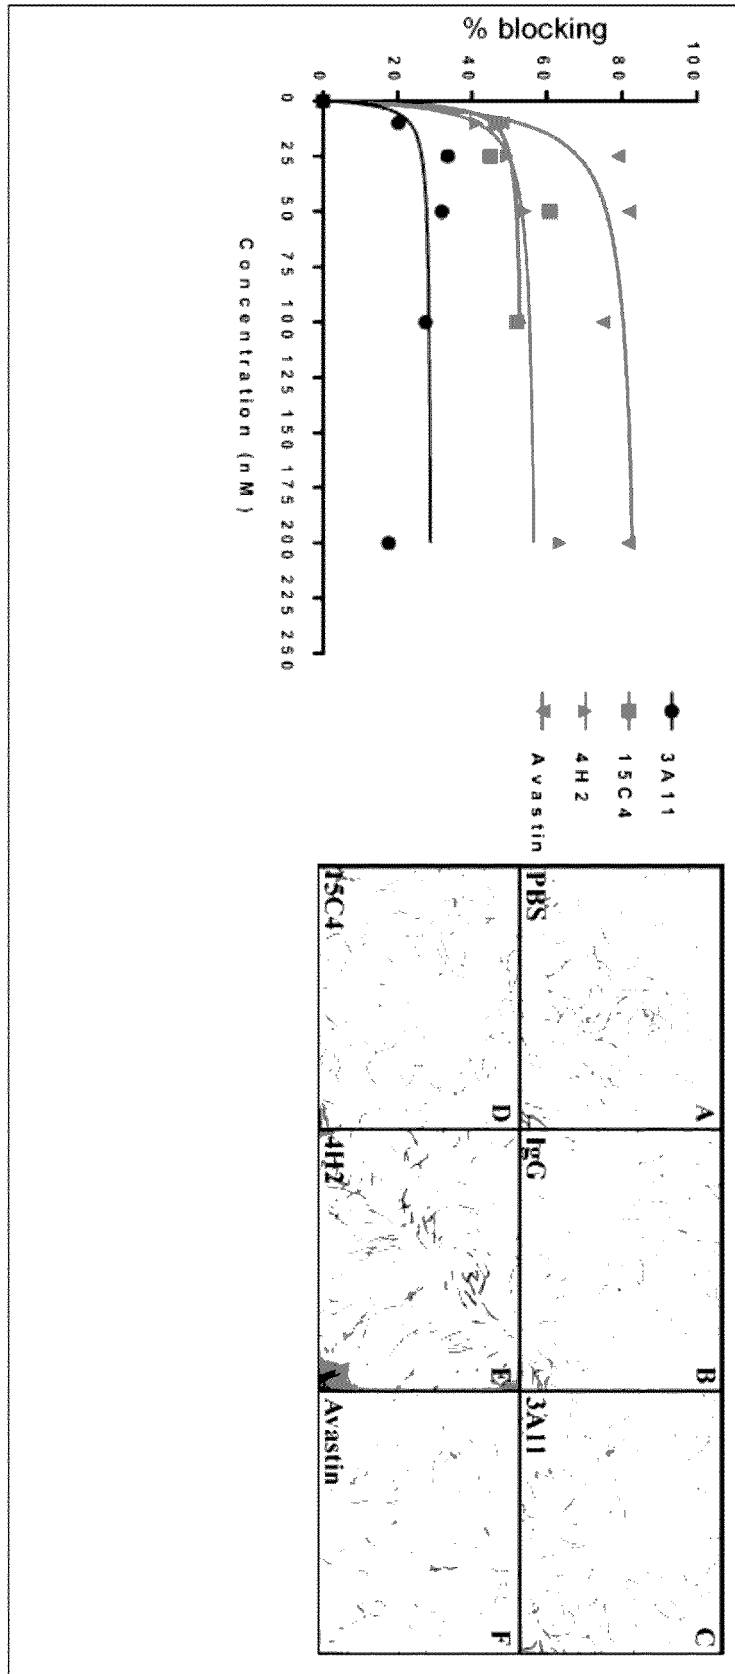 % blocking
100
80
60
40
20
0
0 25 50 75 100 125 150 175 200 225 250
Concentration (nM)
3A11
15C4
4H2
Avastin
A
PBS
B
IgG
C
3A11
D
15C4
E
4H2
F
Avastin